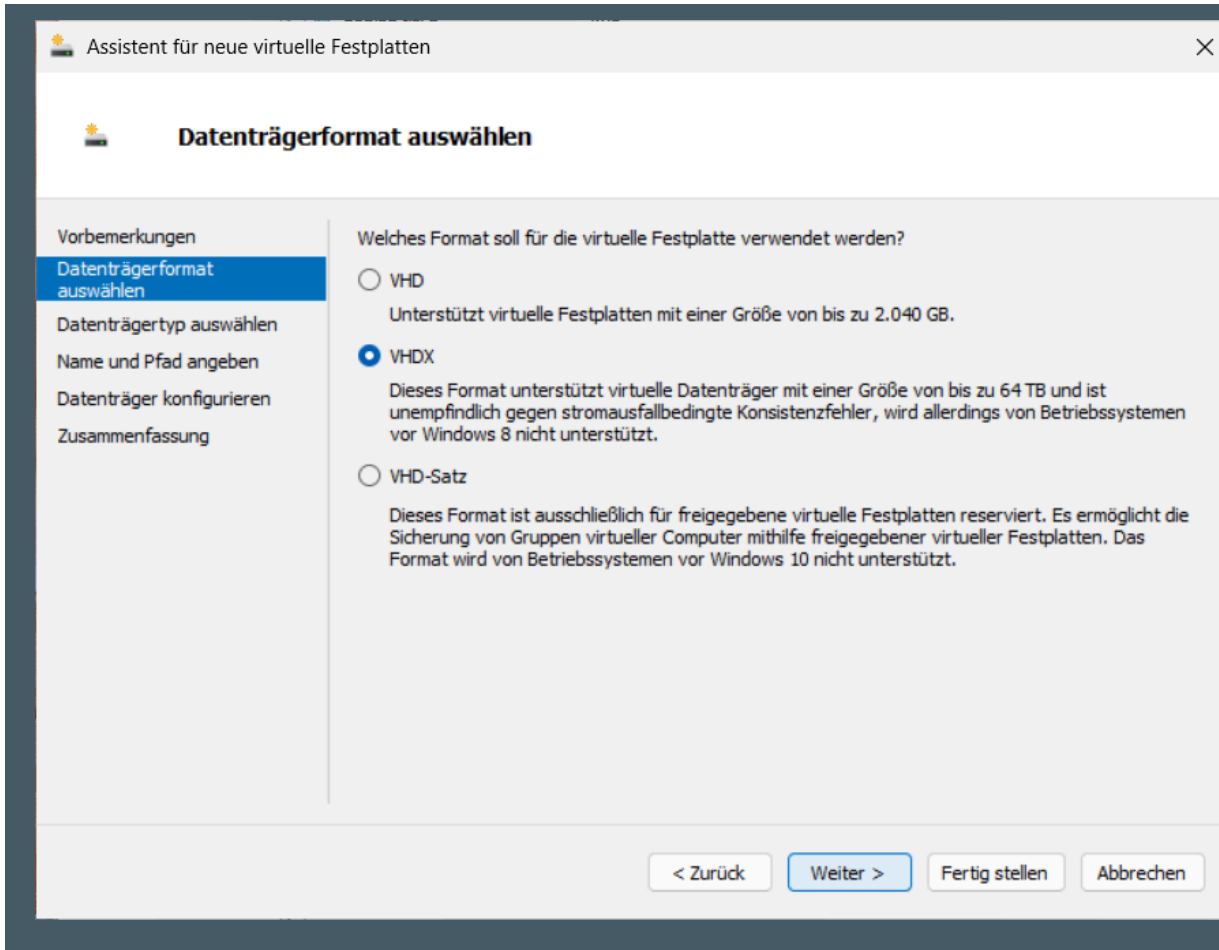 Assistent für neue virtuelle Festplatten
Datenträgerformat auswählen
Vorbemerkungen
Datenträgerformat
auswählen
Datenträgertyp auswählen
Name und Pfad angeben
Datenträger konfigurieren
Zusammenfassung
Welches Format soll für die virtuelle Festplatte verwendet werden?
VHD
Unterstützt virtuelle Festplatten mit einer Größe von bis zu 2.040 GB.
VHDX
Dieses Format unterstützt virtuelle Datenträger mit einer Größe von bis zu 64 TB und ist
unempfindlich gegen stromausfallbedingte Konsistenzfehler, wird allerdings von Betriebssystemen
vor Windows 8 nicht unterstützt.
VHD-Satz
Dieses Format ist ausschließlich für freigegebene virtuelle Festplatten reserviert. Es ermöglicht die
Sicherung von Gruppen virtueller Computer mithilfe freigegebener virtueller Festplatten. Das
Format wird von Betriebssystemen vor Windows 10 nicht unterstützt.
< Zurück
Weiter >
Fertig stellen
Abbrechen